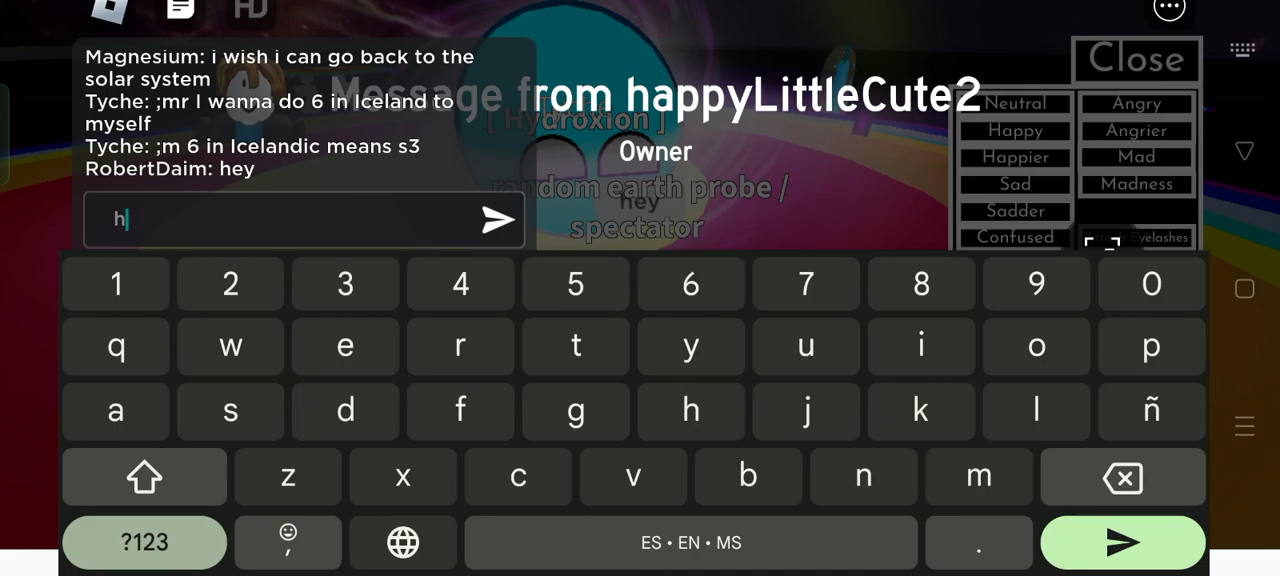 HD
Magnesium: i wish i can go back to the
solar system
Tyche: ;mr I wanna do 6 in Iceland to
myself
Tyche: ;m 6 in Icelandic means s3
RobertDaim: hey
h
Message from happyLittleCute2
Owner
hey
[ Hydroxion ]
random earth probe /
spectator
Close
Neutral
Angry
Happy
Angrier
Happier
Mad
Sad
Madness
Sadder
Confused
Eyelashes
1 2 3 4 5 6 7 8 9 0
q w e r t y u i o p
a s d f g h j k l ñ
z x c v b n m
?123 , ES • EN • MS .